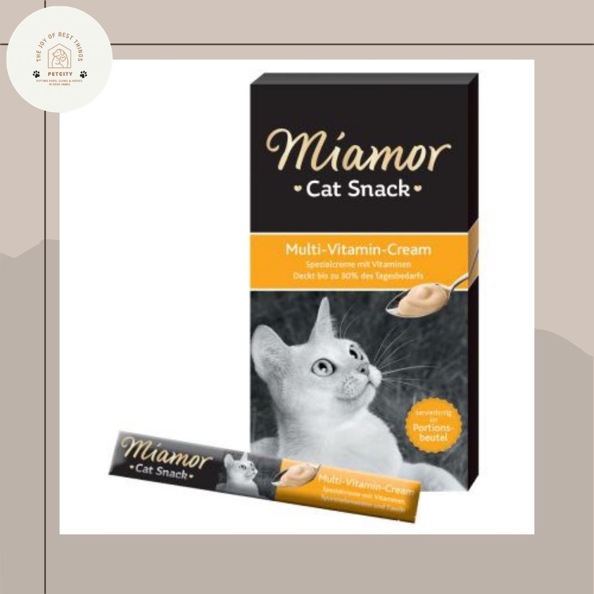 THE JOY OF BEST THINGS
PETCITY
Miamor
Cat Snack
Multi-Vitamin-Cream
Spezialcreme mit Vitaminen
Deckt bis zu 30% des Tagesbedarfs
servierfertig
im
Portions-
beutel
Miamor
Cat Snack
Multi-Vitamin-Cream
Spezialcreme mit Vitaminen